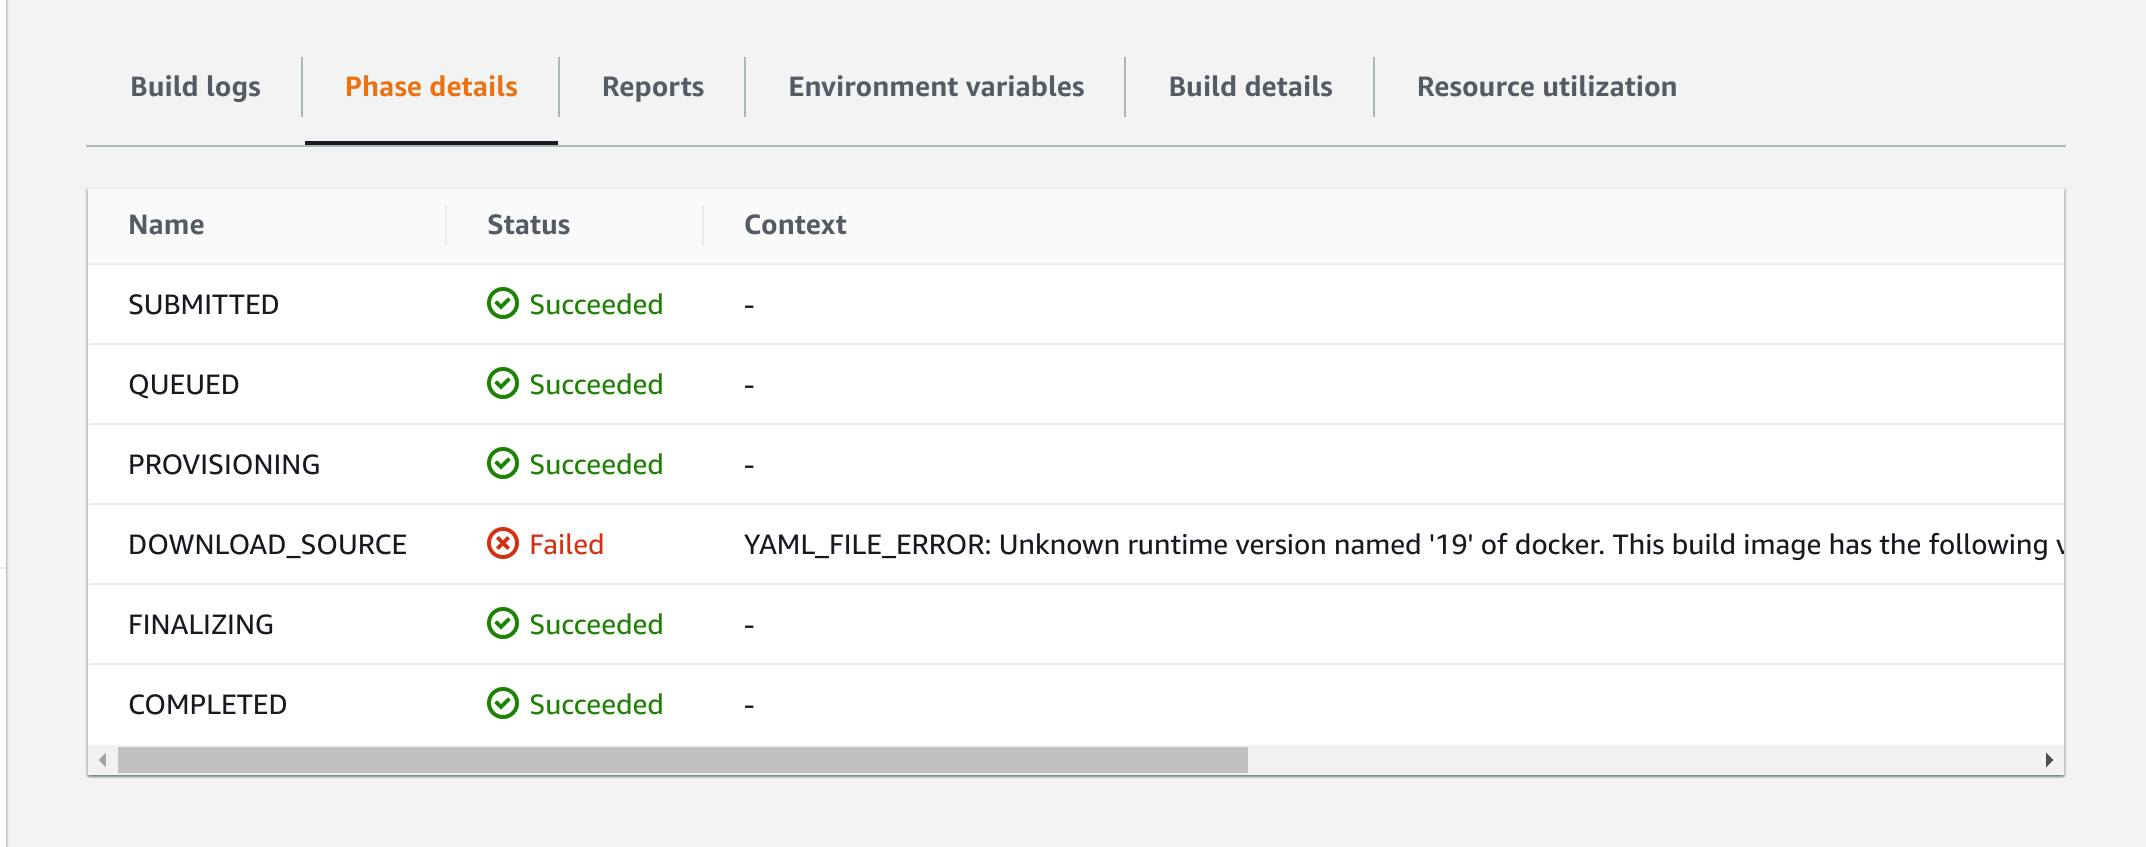 Build logs Phase details Reports Environment variables Build details Resource utilization
Name Status Context
SUBMITTED Succeeded -
QUEUED Succeeded -
PROVISIONING Succeeded -
DOWNLOAD_SOURCE Failed YAML_FILE_ERROR: Unknown runtime version named '19' of docker. This build image has the following
FINALIZING Succeeded -
COMPLETED Succeeded -